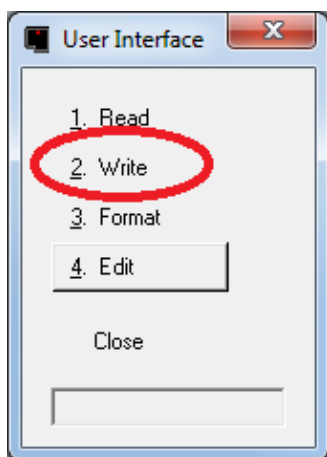 User Interface
1. Read
2. Write
3. Format
4. Edit
Close